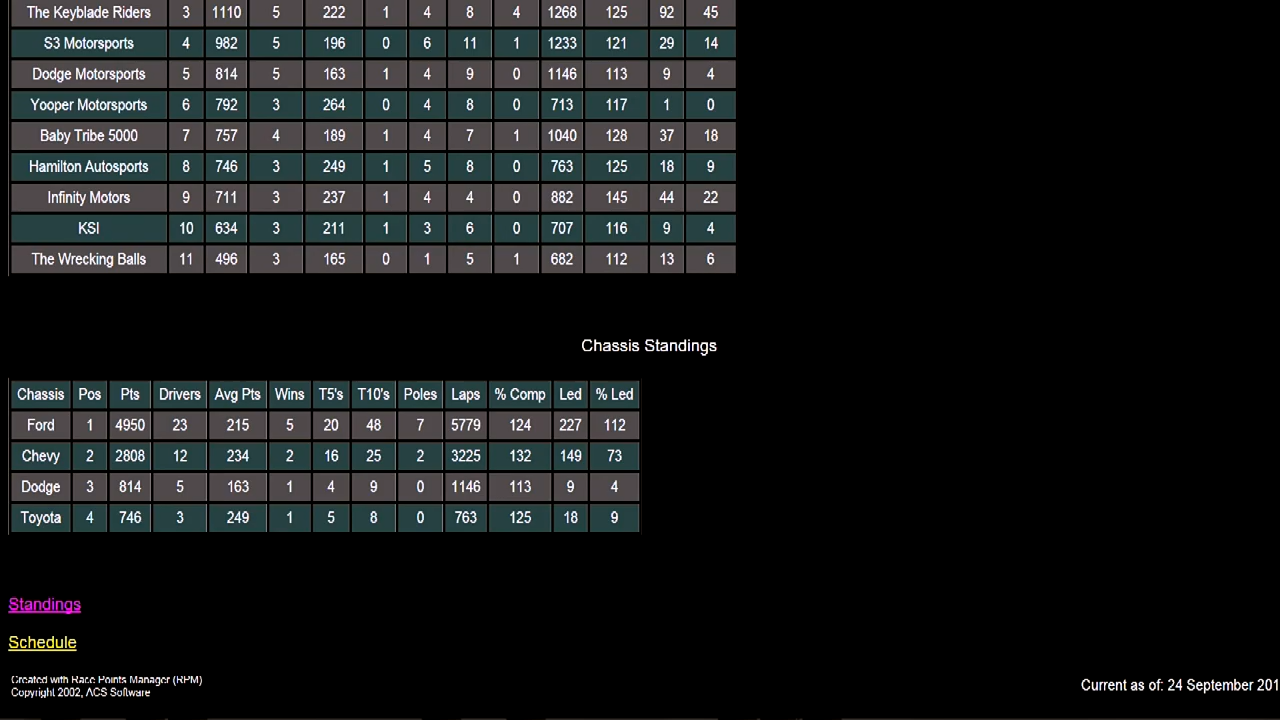 The Keyblade Riders 3 1110 5 222 1 4 8 4 1268 125 92 45
S3 Motorsports 4 982 5 196 0 6 11 1 1233 121 29 14
Dodge Motorsports 5 814 5 163 1 4 9 0 1146 113 9 4
Yooper Motorsports 6 792 3 264 0 4 8 0 713 117 1 0
Baby Tribe 5000 7 757 4 189 1 4 7 1 1040 128 37 18
Hamilton Autosports 8 746 3 249 1 5 8 0 763 125 18 9
Infinity Motors 9 711 3 237 1 4 4 0 882 145 44 22
KSI 10 634 3 211 1 3 6 0 707 116 9 4
The Wrecking Balls 11 496 3 165 0 1 5 1 682 112 13 6
Chassis Standings
Chassis Pos Pts Drivers Avg Pts Wins T5's T10's Poles Laps % Comp Led % Led
Ford 1 4950 23 215 5 20 48 7 5779 124 227 112
Chevy 2 2808 12 234 2 16 25 2 3225 132 149 73
Dodge 3 814 5 163 1 4 9 0 1146 113 9 4
Toyota 4 746 3 249 1 5 8 0 763 125 18 9
Standings
Schedule
Created with Race Points Manager (RPM)
Copyright 2002, ACS Software
Current as of: 24 September 201